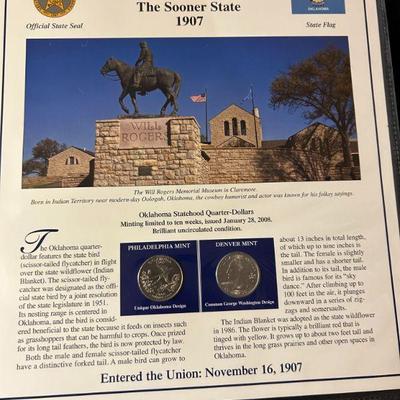 The Sooner State
1907
Official State Seal
OKLAHOMA
State Flag
WILL
ROGERS
The Will Rogers Memorial Museum in Claremore.
Born in Indian Territory near modern-day Oologah, Oklahoma, the cowboy humorist and actor was known for his folksy sayings.
Oklahoma Statehood Quarter-Dollars
Minting limited to ten weeks, issued January 28, 2008.
Brilliant uncirculated condition.
The Oklahoma quarter-
dollar features the state bird
(scissor-tailed flycatcher) in flight
over the state wildflower (Indian
Blanket). The scissor-tailed fly-
catcher was designated as the offi-
cial state bird by a joint resolution
of the state legislature in 1951.
Its nesting range is centered in
Oklahoma, and the bird is consid-
ered beneficial to the state because it feeds on insects such
as grasshoppers that can be harmful to crops. Once prized
for its long tail feathers, the bird is now protected by law.
Both the male and female scissor-tailed flycatcher
have a distinctive forked tail. A male bird can grow to
PHILADELPHIA MINT
Unique Oklahoma Design
DENVER MINT
Common George Washington Design
about 13 inches in total length,
of which up to nine inches is
the tail. The female is slightly
smaller and has a shorter tail.
In addition to its tail, the male
bird is famous for its "sky
dance." After climbing up to
100 feet in the air, it plunges
downward in a series of zig-
zags and somersaults.
The Indian Blanket was adopted as the state wildflower
in 1986. The flower is typically a brilliant red that is
tinged with yellow. It grows up to about two feet tall and
thrives in the long grass prairies and other open spaces in
Oklahoma.
Entered the Union: November 16, 1907